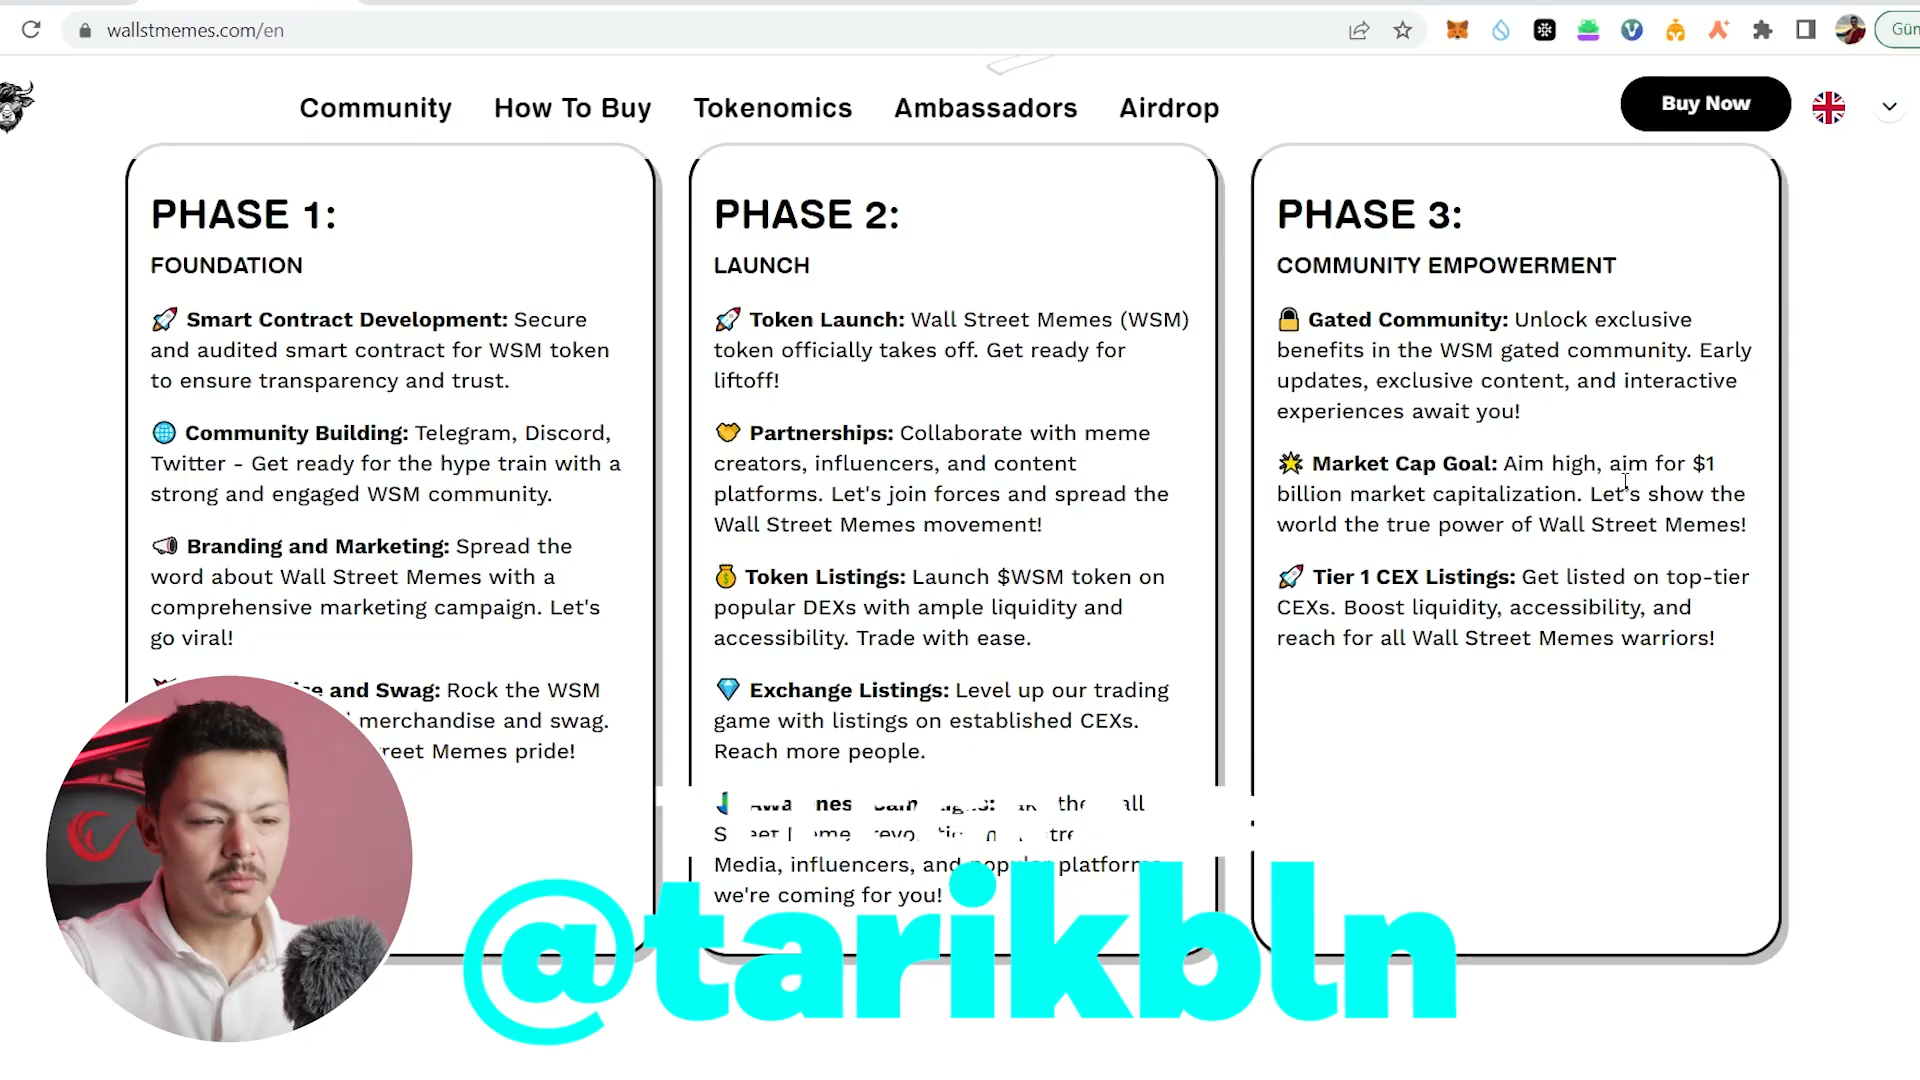 wallstmemes.com/en
Gün
Community
How To Buy
Tokenomics
Ambassadors
Airdrop
Buy Now
PHASE 1:
FOUNDATION
Smart Contract Development: Secure
and audited smart contract for WSM token
to ensure transparency and trust.
Community Building: Telegram, Discord,
Twitter - Get ready for the hype train with a
strong and engaged WSM community.
Branding and Marketing: Spread the
word about Wall Street Memes with a
comprehensive marketing campaign. Let's
go viral!
and Swag: Rock the WSM
merchandise and swag.
Memes pride!
PHASE 2:
LAUNCH
Token Launch: Wall Street Memes (WSM)
token officially takes off. Get ready for
liftoff!
Partnerships: Collaborate with meme
creators, influencers, and content
platforms. Let's join forces and spread the
Wall Street Memes movement!
Token Listings: Launch $WSM token on
popular DEXs with ample liquidity and
accessibility. Trade with ease.
Exchange Listings: Level up our trading
game with listings on established CEXs.
Reach more people.
Media, influencers, and popular platforms
we're coming for you!
PHASE 3:
COMMUNITY EMPOWERMENT
Gated Community: Unlock exclusive
benefits in the WSM gated community. Early
updates, exclusive content, and interactive
experiences await you!
Market Cap Goal: Aim high, aim for $1
billion market capitalization. Let's show the
world the true power of Wall Street Memes!
Tier 1 CEX Listings: Get listed on top-tier
CEXs. Boost liquidity, accessibility, and
reach for all Wall Street Memes warriors!
@tarikbln